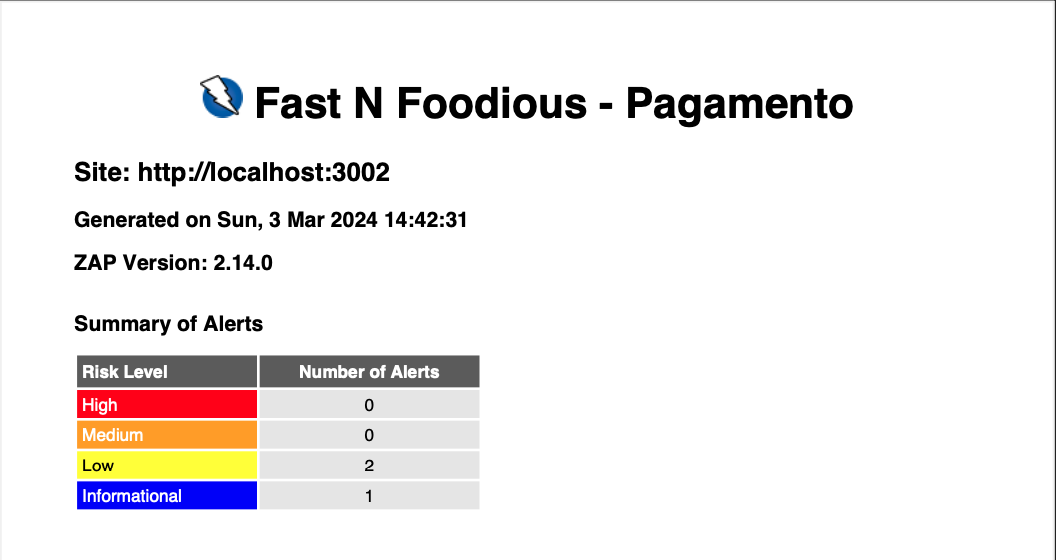 Fast N Foodious - Pagamento
Site: http://localhost:3002
Generated on Sun, 3 Mar 2024 14:42:31
ZAP Version: 2.14.0
Summary of Alerts
Risk Level Number of Alerts
High 0
Medium 0
Low 2
Informational 1